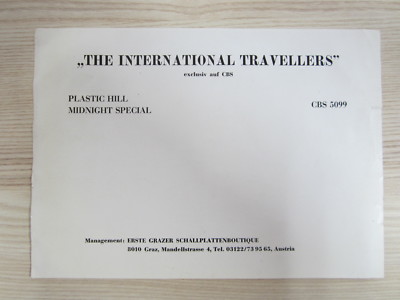 „THE INTERNATIONAL TRAVELLERS”
exclusiv auf CBS
PLASTIC HILL CBS 5099
MIDNIGHT SPECIAL
Management: ERSTE GRAZER SCHALLPLATTENBOUTIQUE
8010 Graz, Mandellstrasse 4, Tel. 03122/73 95 65, Austria